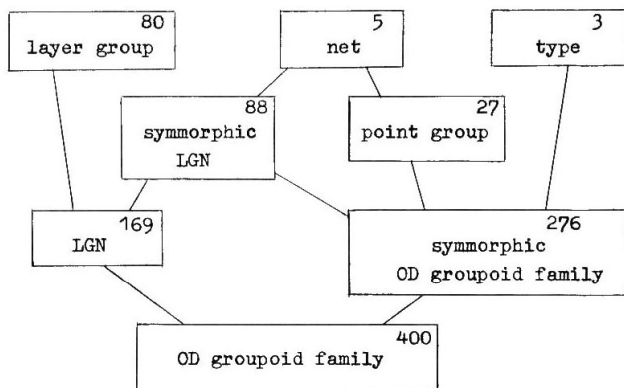 80
layer group
5
net
3
type
88
symmorphic
LGN
27
point group
169
LGN
276
symmorphic
OD groupoid family
400
OD groupoid family